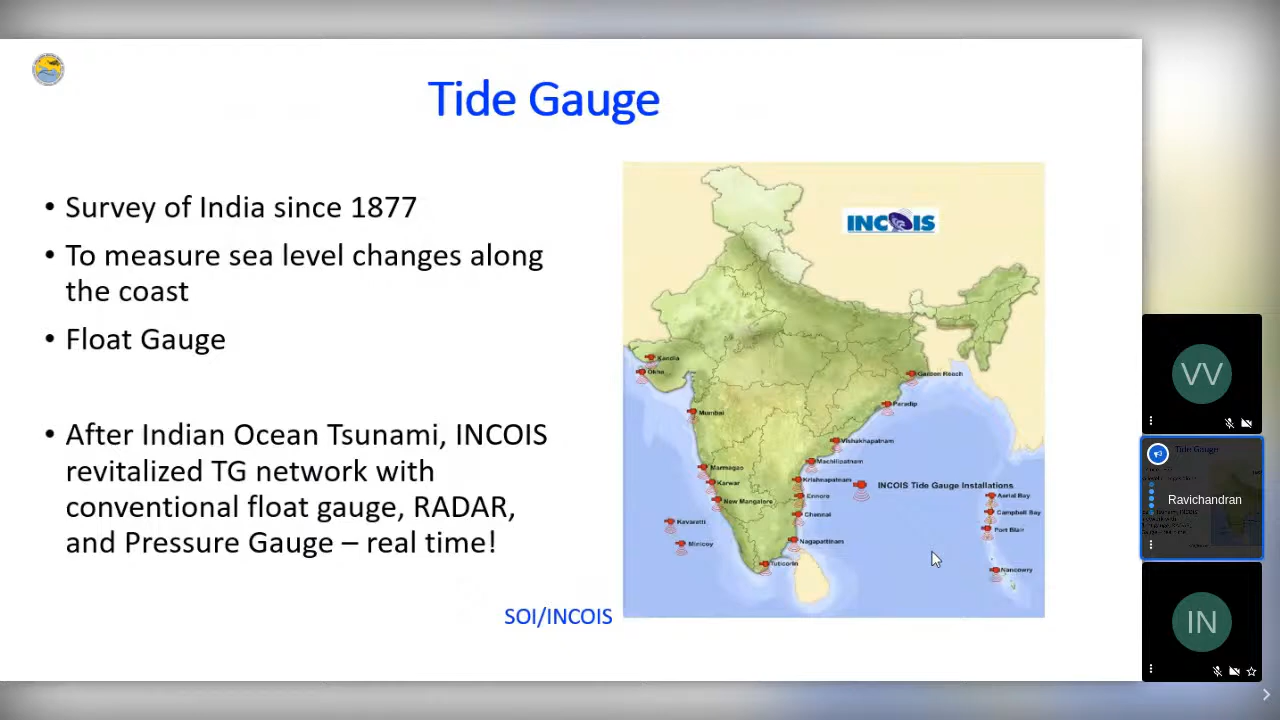 Tide Gauge
• Survey of India since 1877
• To measure sea level changes along
the coast
• Float Gauge
• After Indian Ocean Tsunami, INCOIS
revitalized TG network with
conventional float gauge, RADAR,
and Pressure Gauge – real time!
SOI/INCOIS
INCOIS
Kandla
Okha
Garden Reach
Mumbai
Paradip
Vishakhapatnam
Machilipatnam
Marmagao
Karwar
Krishnapatnam
INCOIS Tide Gauge Installations
New Mangalore
Ennore
Aerial Bay
Chennai
Campbell Bay
Kavaratti
Port Blair
Minicoy
Nagapattinam
Tuticorin
Nancowry
VV
Tide Gauge
Ravichandran
IN